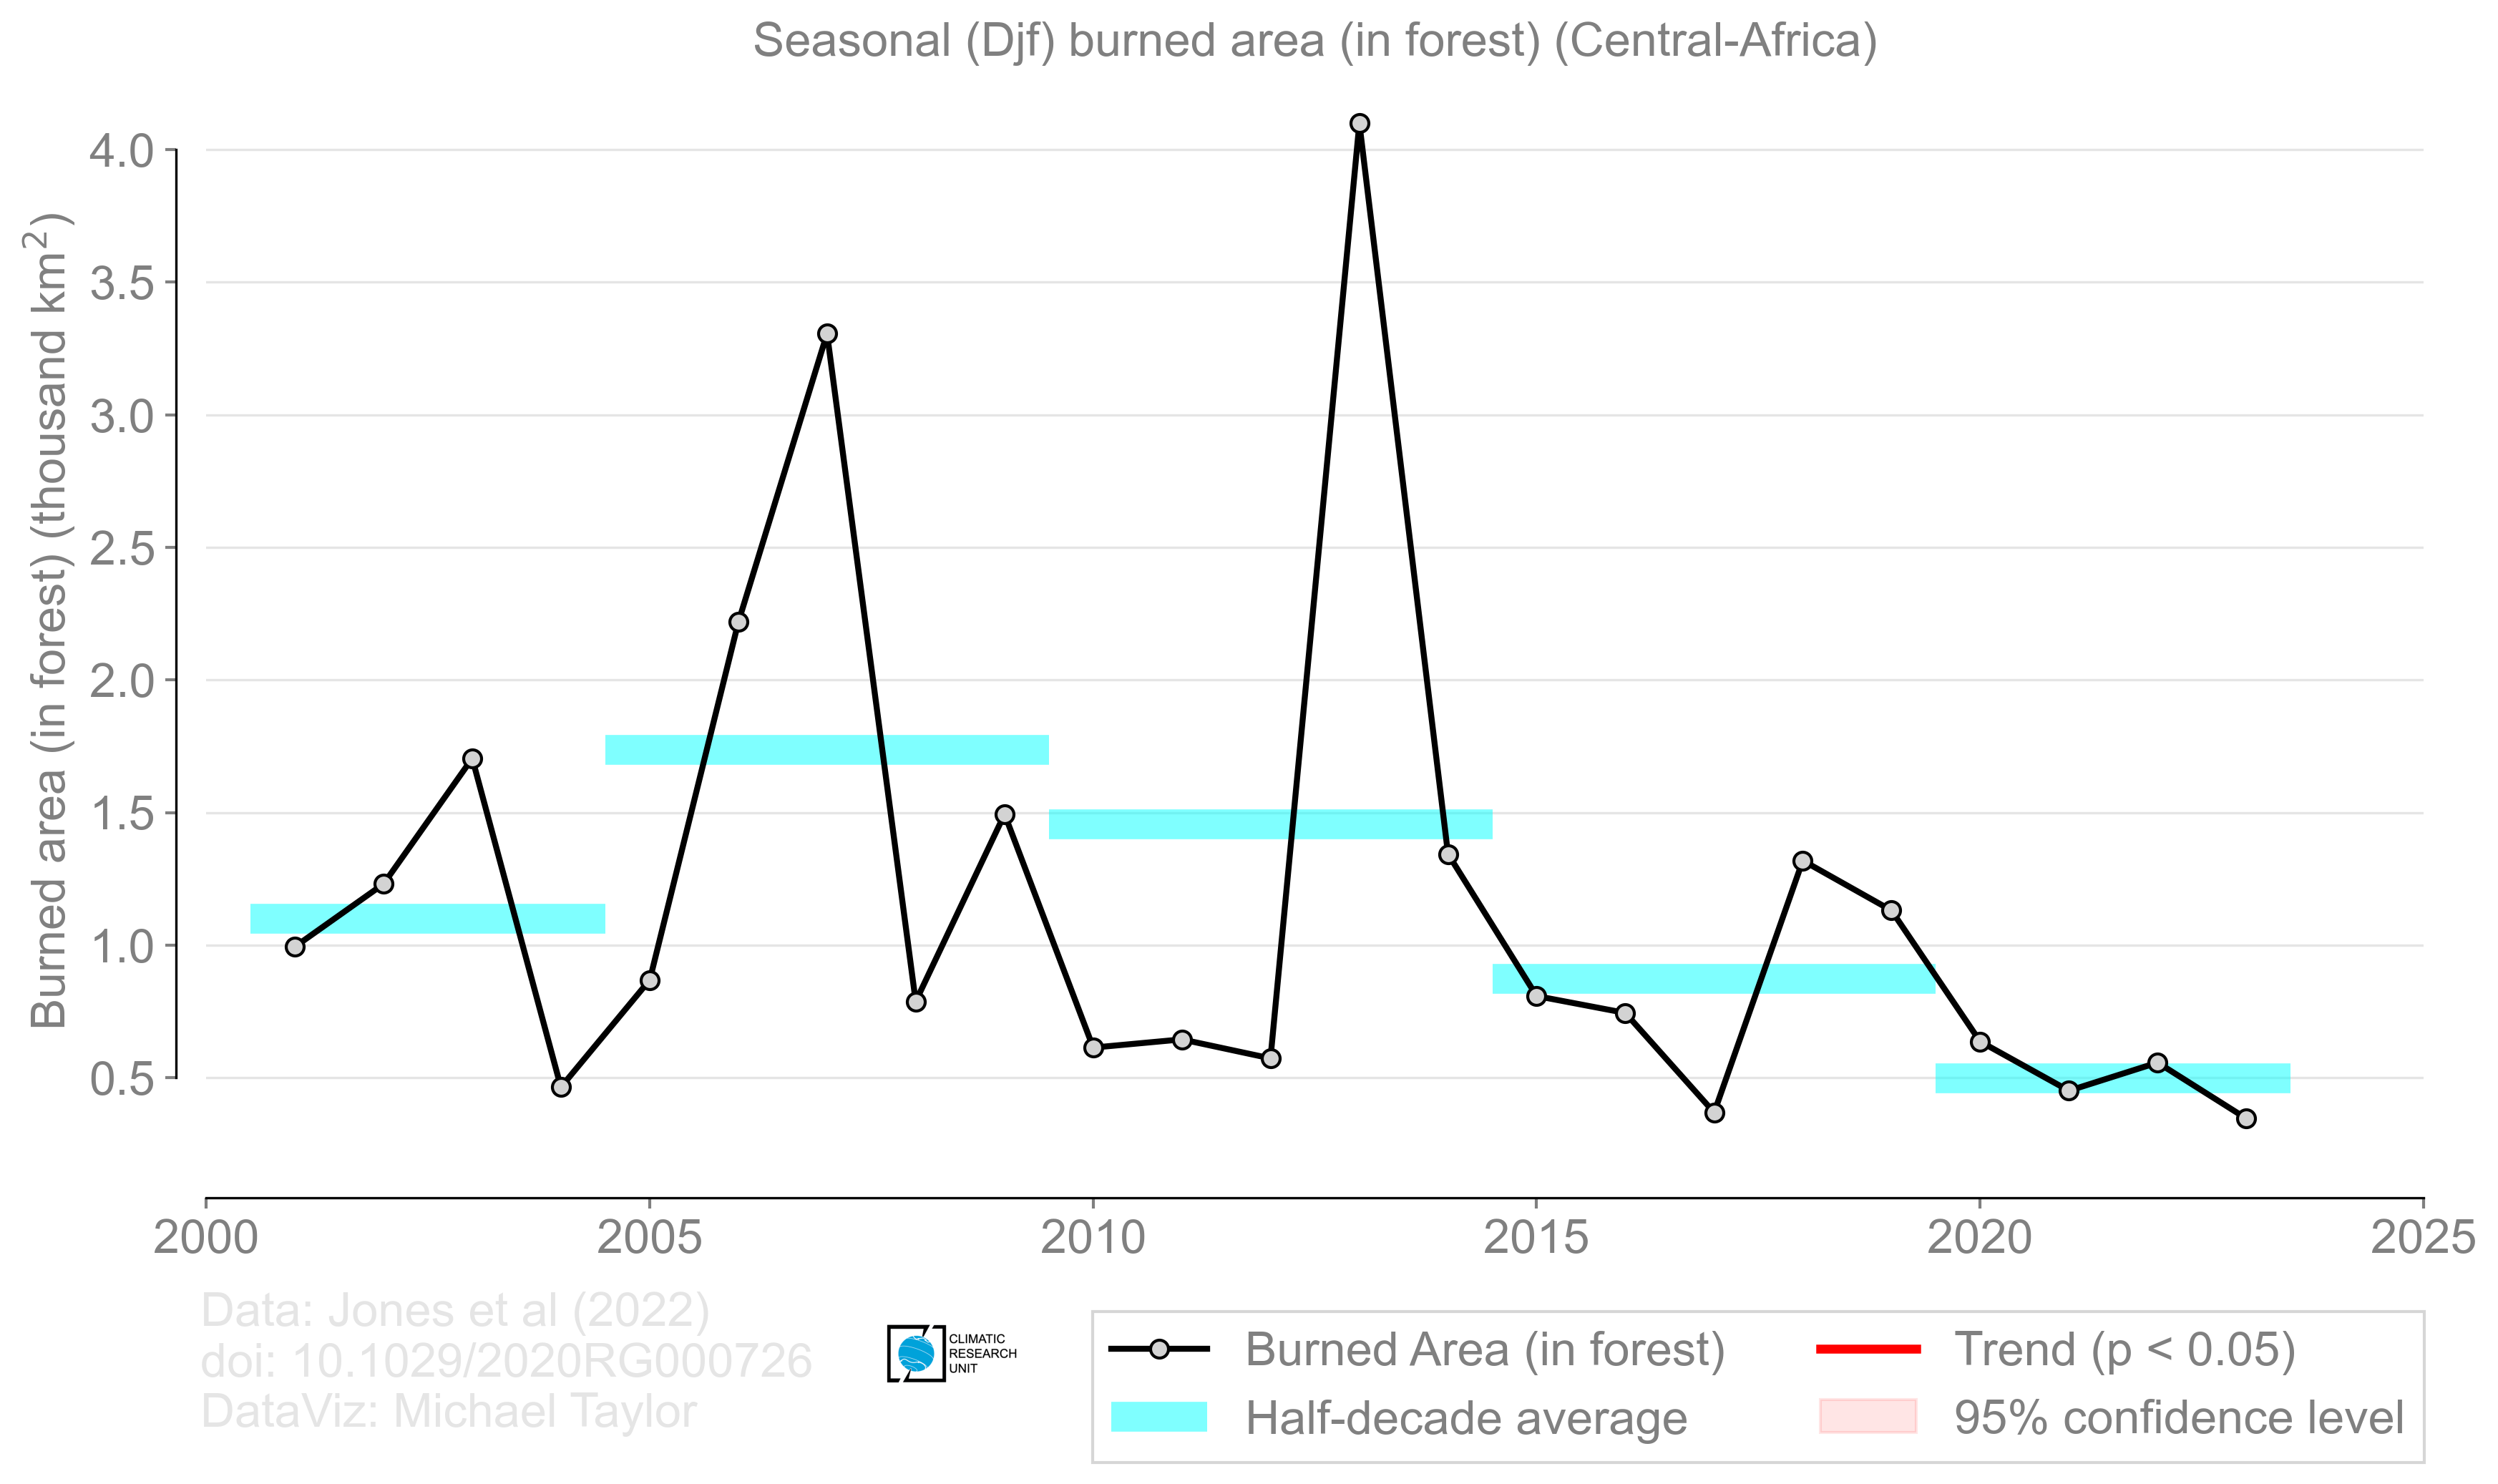 Seasonal (Djf) burned area (in forest) (Central-Africa)
Burned area (in forest) (thousand km²)
4.0
3.5
3.0
2.5
2.0
1.5
1.0
0.5
2000 2005 2010 2015 2020 2025
Data: Jones et al (2022)
doi: 10.1029/2020RG000726
DataViz: Michael Taylor
CLIMATIC
RESEARCH
UNIT
Burned Area (in forest)
Half-decade average
Trend (p < 0.05)
95% confidence level